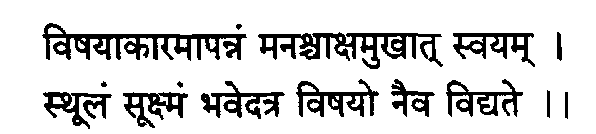 विषयाकारमापन्नं मनश्चाक्षमुखात् स्वयम् ।
स्थूलं सूक्ष्मं भवेदत्र विषयो नैव विद्यते ।।